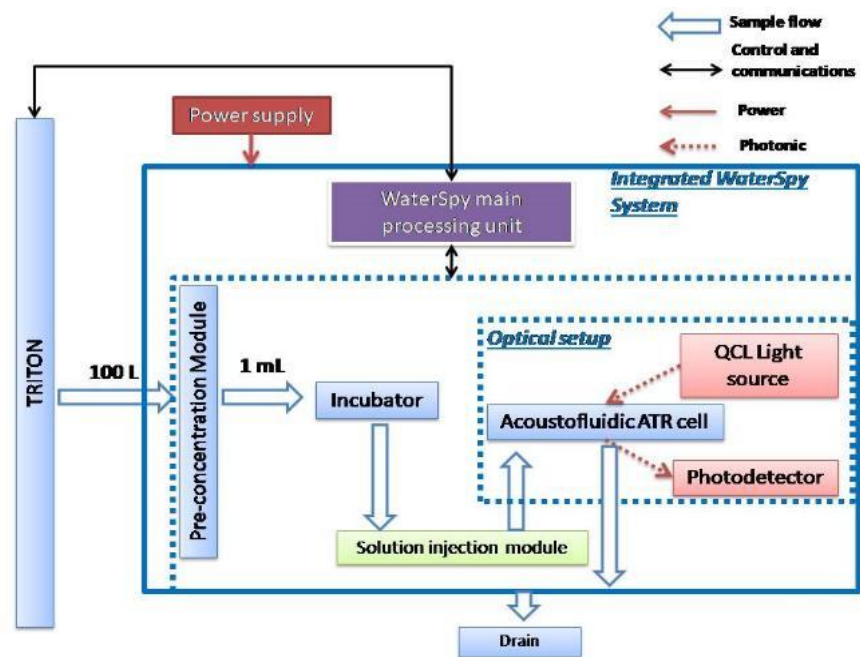 Sample flow
Control and
communications
Power supply
Power
Photonic
Integrated WaterSpy
System
WaterSpy main
processing unit
TRITON
100 L
Pre-concentration Module
1 mL
Incubator
Optical setup
QCL Light
source
Acoustofluidic ATR cell
Photodetector
Solution injection module
Drain